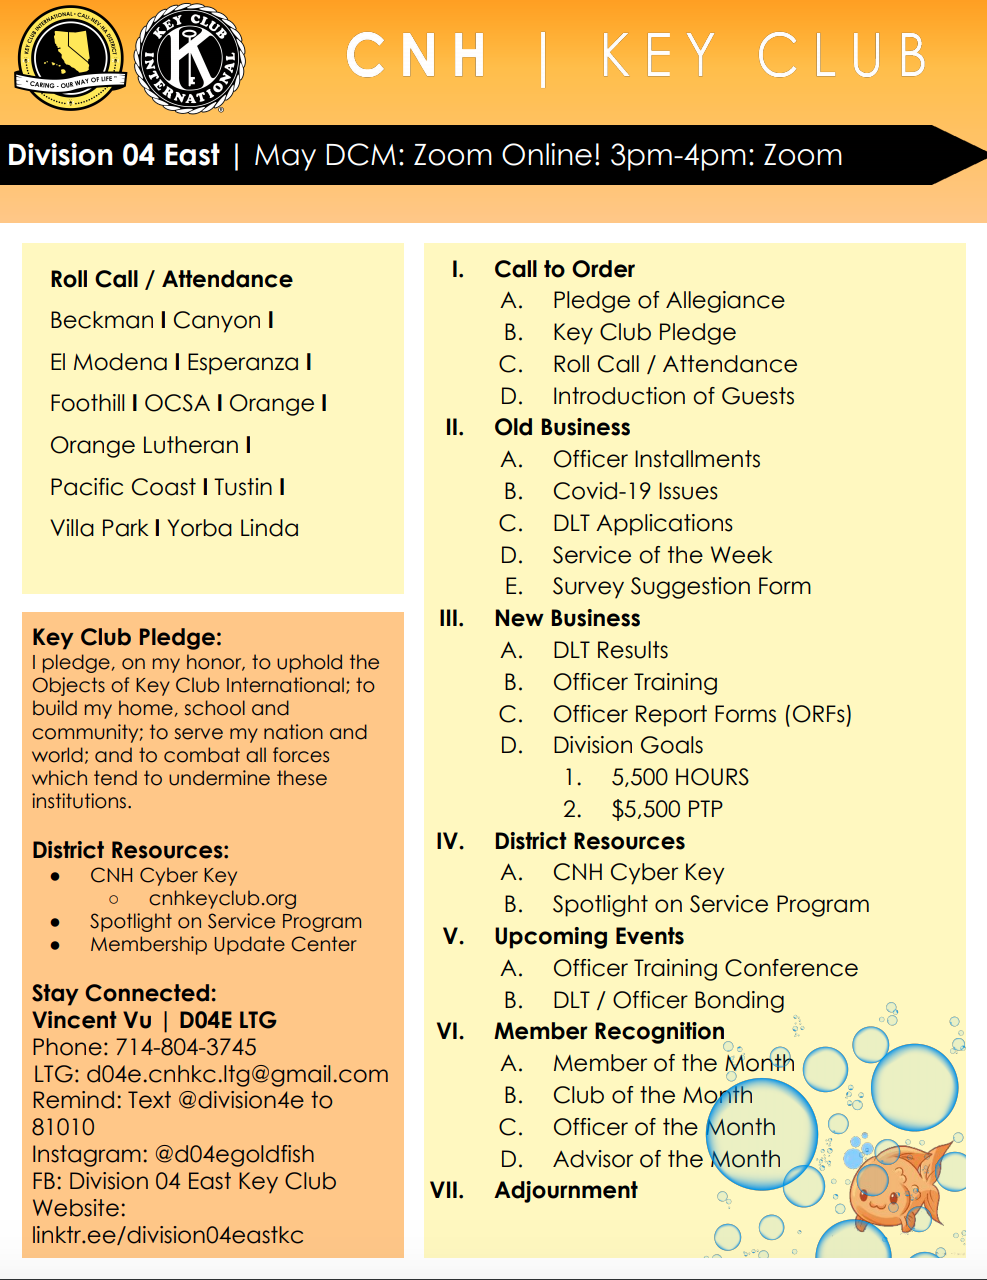 KEY CLUB INTERNATIONAL • CALI-NEV-HA DISTRICT
" CARING - OUR WAY OF LIFE "
KEY CLUB
INTERNATIONAL
K
®
CNH | KEY CLUB
Division 04 East | May DCM: Zoom Online! 3pm-4pm: Zoom
Roll Call / Attendance
Beckman I Canyon I
El Modena I Esperanza I
Foothill I OCSA I Orange I
Orange Lutheran I
Pacific Coast I Tustin I
Villa Park I Yorba Linda
Key Club Pledge:
I pledge, on my honor, to uphold the
Objects of Key Club International; to
build my home, school and
community; to serve my nation and
world; and to combat all forces
which tend to undermine these
institutions.
District Resources:
● CNH Cyber Key
○ cnhkeyclub.org
● Spotlight on Service Program
● Membership Update Center
Stay Connected:
Vincent Vu | D04E LTG
Phone: 714-804-3745
LTG: d04e.cnhkc.ltg@gmail.com
Remind: Text @division4e to
81010
Instagram: @d04egoldfish
FB: Division 04 East Key Club
Website:
linktr.ee/division04eastkc
I. Call to Order
A. Pledge of Allegiance
B. Key Club Pledge
C. Roll Call / Attendance
D. Introduction of Guests
II. Old Business
A. Officer Installments
B. Covid-19 Issues
C. DLT Applications
D. Service of the Week
E. Survey Suggestion Form
III. New Business
A. DLT Results
B. Officer Training
C. Officer Report Forms (ORFs)
D. Division Goals
1. 5,500 HOURS
2. $5,500 PTP
IV. District Resources
A. CNH Cyber Key
B. Spotlight on Service Program
V. Upcoming Events
A. Officer Training Conference
B. DLT / Officer Bonding
VI. Member Recognition
A. Member of the Month
B. Club of the Month
C. Officer of the Month
D. Advisor of the Month
VII. Adjournment